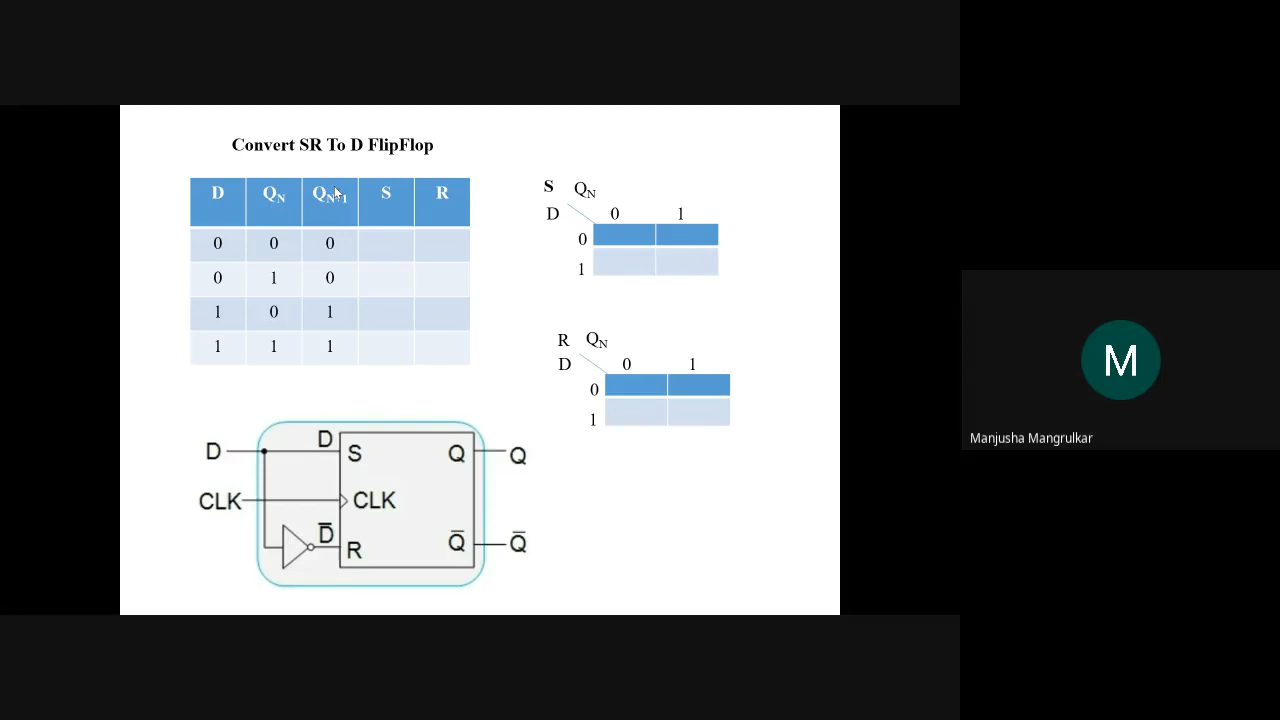 Convert SR To D FlipFlop
D QN QN+1 S R
0 0 0
0 1 0
1 0 1
1 1 1
S QN
D 0 1
0
1
R QN
D 0 1
0
1
D D S Q Q
CLK CLK
D̅ R Q̅ Q̅
M
Manjusha Mangrulkar